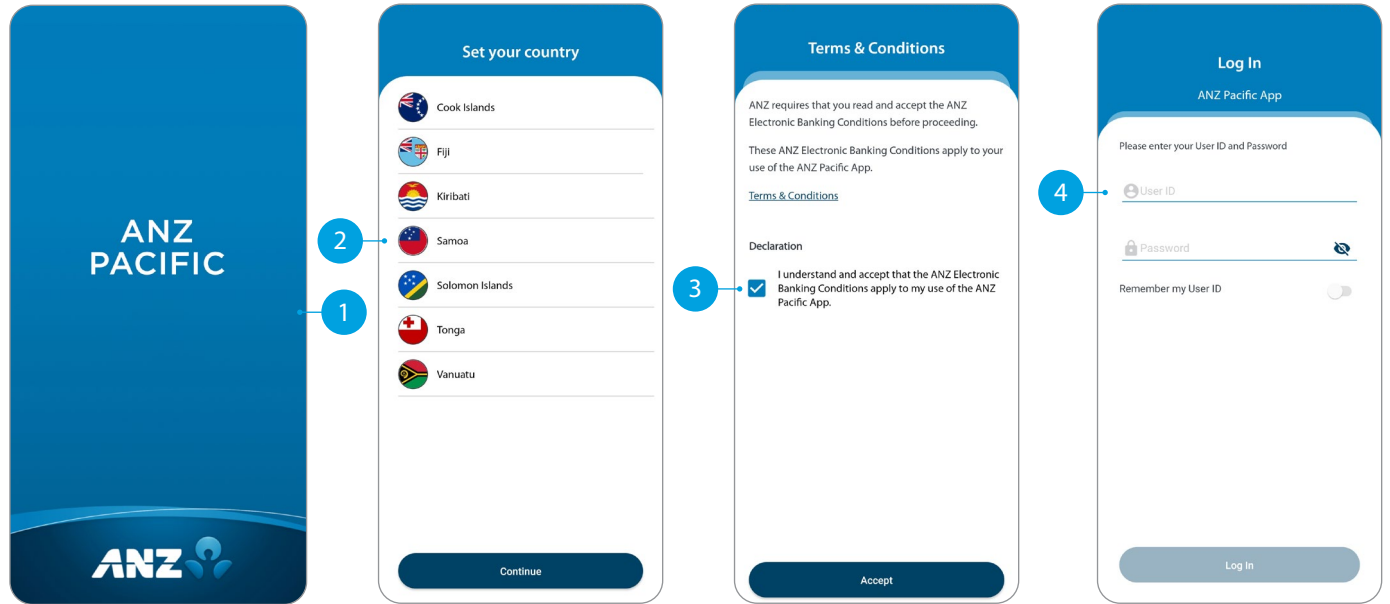 ANZ
PACIFIC
ANZ
1
Set your country
Cook Islands
Fiji
Kiribati
Samoa
Solomon Islands
Tonga
Vanuatu
Continue
2
Terms & Conditions
ANZ requires that you read and accept the ANZ
Electronic Banking Conditions before proceeding.
These ANZ Electronic Banking Conditions apply to your
use of the ANZ Pacific App.
Terms & Conditions
Declaration
3
I understand and accept that the ANZ Electronic
Banking Conditions apply to my use of the ANZ
Pacific App.
Accept
Log In
ANZ Pacific App
Please enter your User ID and Password
4
User ID
Password
Remember my User ID
Log In